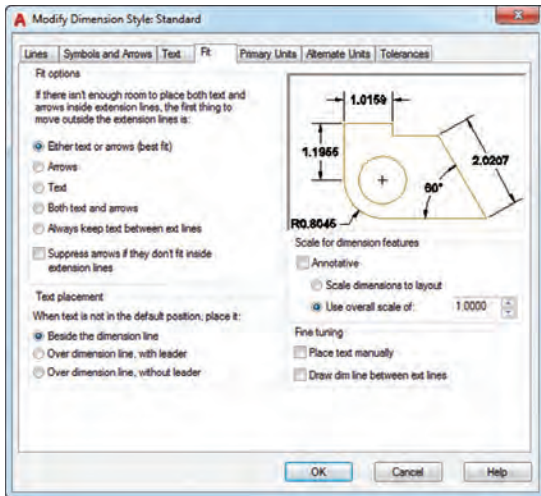 A Modify Dimension Style: Standard
Lines Symbols and Arrows Text Fit Primary Units Alternate Units Tolerances
Fit options
If there isn't enough room to place both text and
arrows inside extension lines, the first thing to
move outside the extension lines is:
Either text or arrows (best fit)
Arrows
Text
Both text and arrows
Always keep text between ext lines
Suppress arrows if they don't fit inside
extension lines
Text placement
When text is not in the default position, place it:
Beside the dimension line
Over dimension line, with leader
Over dimension line, without leader
1.0159
1.1955
2.0207
60°
R0.8045
Scale for dimension features
Annotative
Scale dimensions to layout
Use overall scale of: 1.0000
Fine tuning
Place text manually
Draw dim line between ext lines
OK Cancel Help